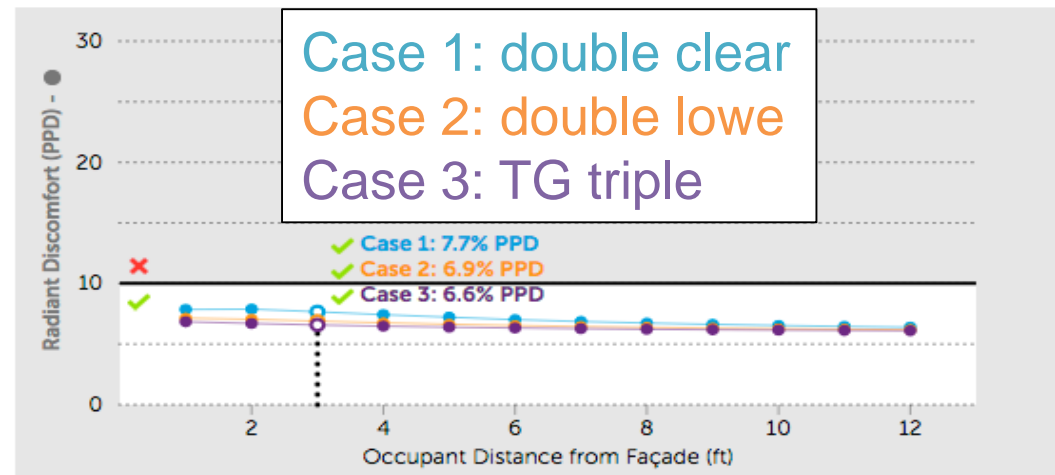 30
20
10
0
Radiant Discomfort (PPD) -
Case 1: double clear
Case 2: double lowe
Case 3: TG triple
Case 1: 7.7% PPD
Case 2: 6.9% PPD
Case 3: 6.6% PPD
2 4 6 8 10 12
Occupant Distance from Façade (ft)